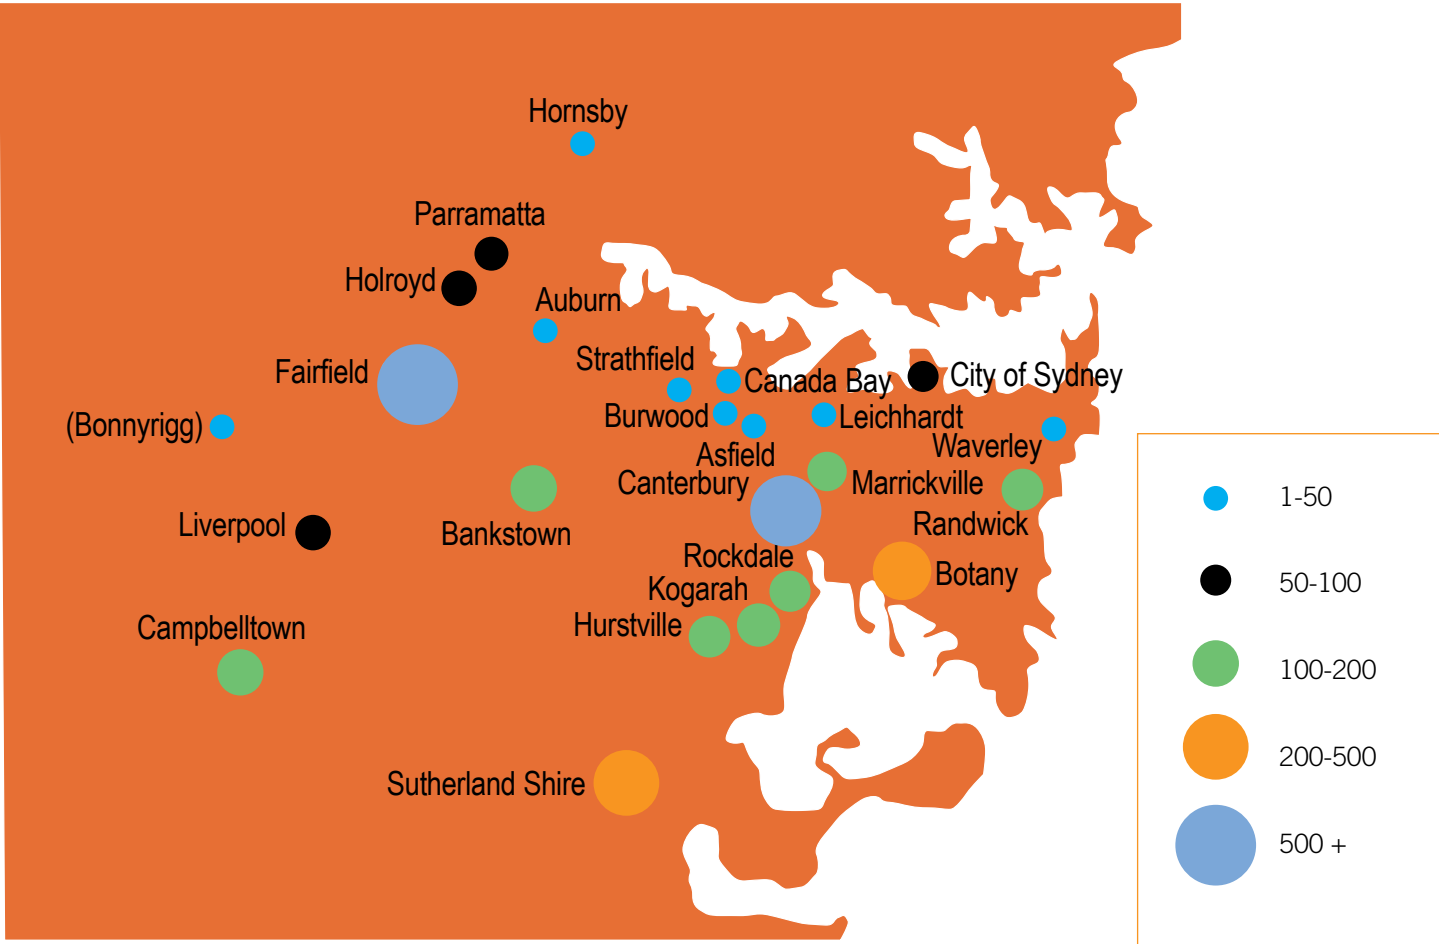 Hornsby
Parramatta
Holroyd
Auburn
Strathfield
Fairfield
Canada Bay
City of Sydney
(Bonnyrigg)
Burwood
Leichhardt
Waverley
Asfield
Canterbury
Marrickville
Liverpool
Bankstown
Randwick
Rockdale
Botany
Kogarah
Hurstville
Campbelltown
Sutherland Shire
1-50
50-100
100-200
200-500
500 +